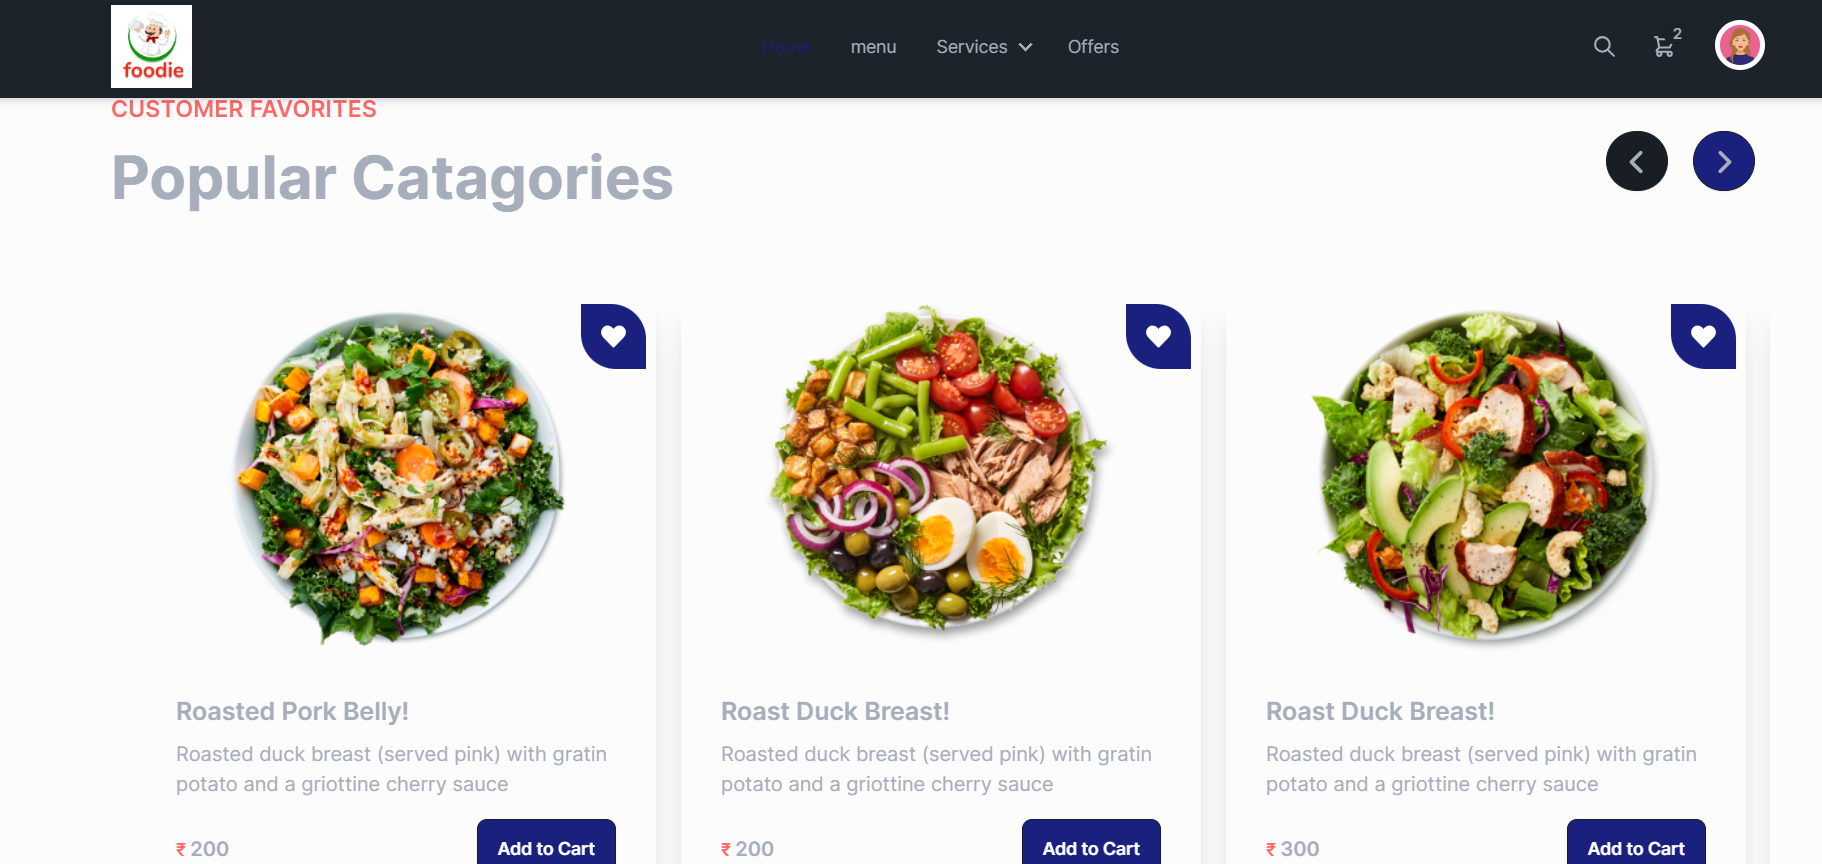 foodie
Home
menu
Services
Offers
2
CUSTOMER FAVORITES
Popular Catagories
Roasted Pork Belly!
Roasted duck breast (served pink) with gratin
potato and a griottine cherry sauce
₹ 200
Add to Cart
Roast Duck Breast!
Roasted duck breast (served pink) with gratin
potato and a griottine cherry sauce
₹ 200
Add to Cart
Roast Duck Breast!
Roasted duck breast (served pink) with gratin
potato and a griottine cherry sauce
₹ 300
Add to Cart